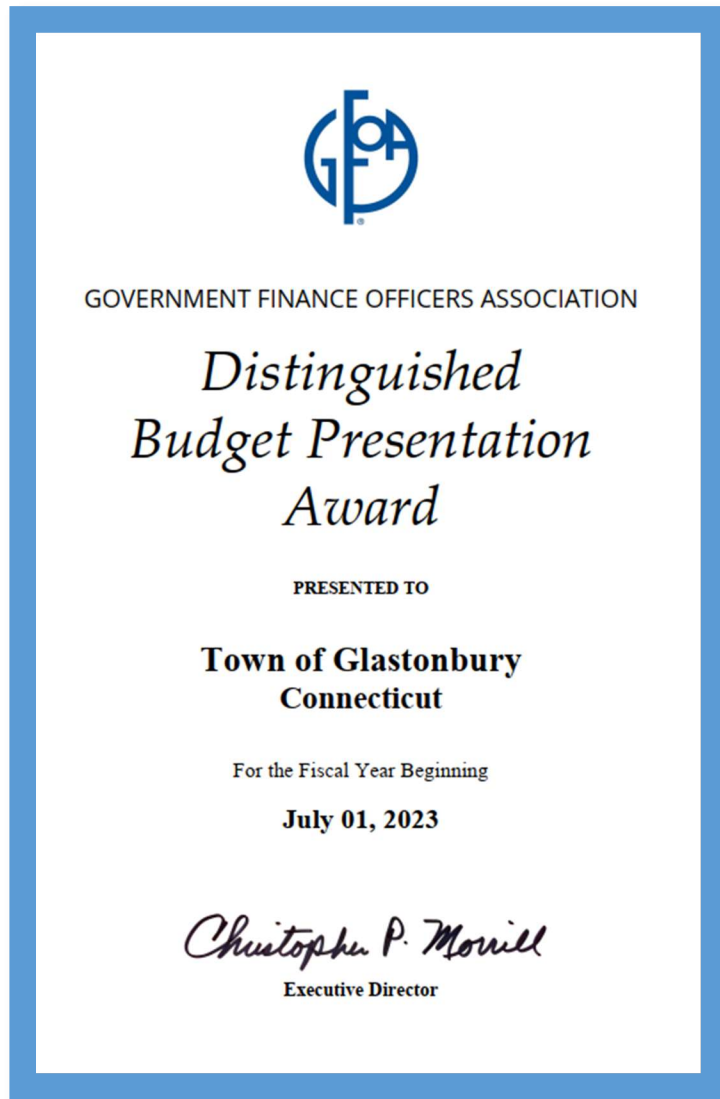 GFOA
®
GOVERNMENT FINANCE OFFICERS ASSOCIATION
Distinguished
Budget Presentation
Award
PRESENTED TO
Town of Glastonbury
Connecticut
For the Fiscal Year Beginning
July 01, 2023
Christopher P. Morrill
Executive Director